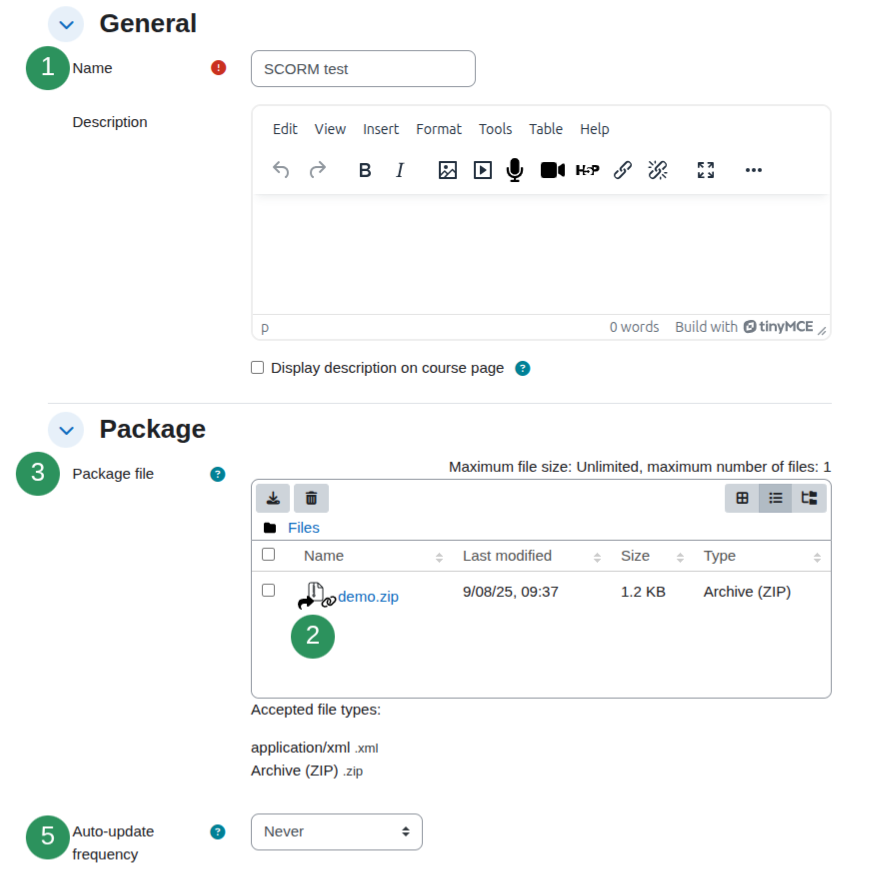 General
1 Name
SCORM test
Description
Edit View Insert Format Tools Table Help
B I H5P
p 0 words Build with tinyMCE
Display description on course page ?
Package
3 Package file ?
Maximum file size: Unlimited, maximum number of files: 1
Files
Name Last modified Size Type
demo.zip 9/08/25, 09:37 1.2 KB Archive (ZIP)
2
Accepted file types:
application/xml .xml
Archive (ZIP) .zip
5 Auto-update ? Never
frequency